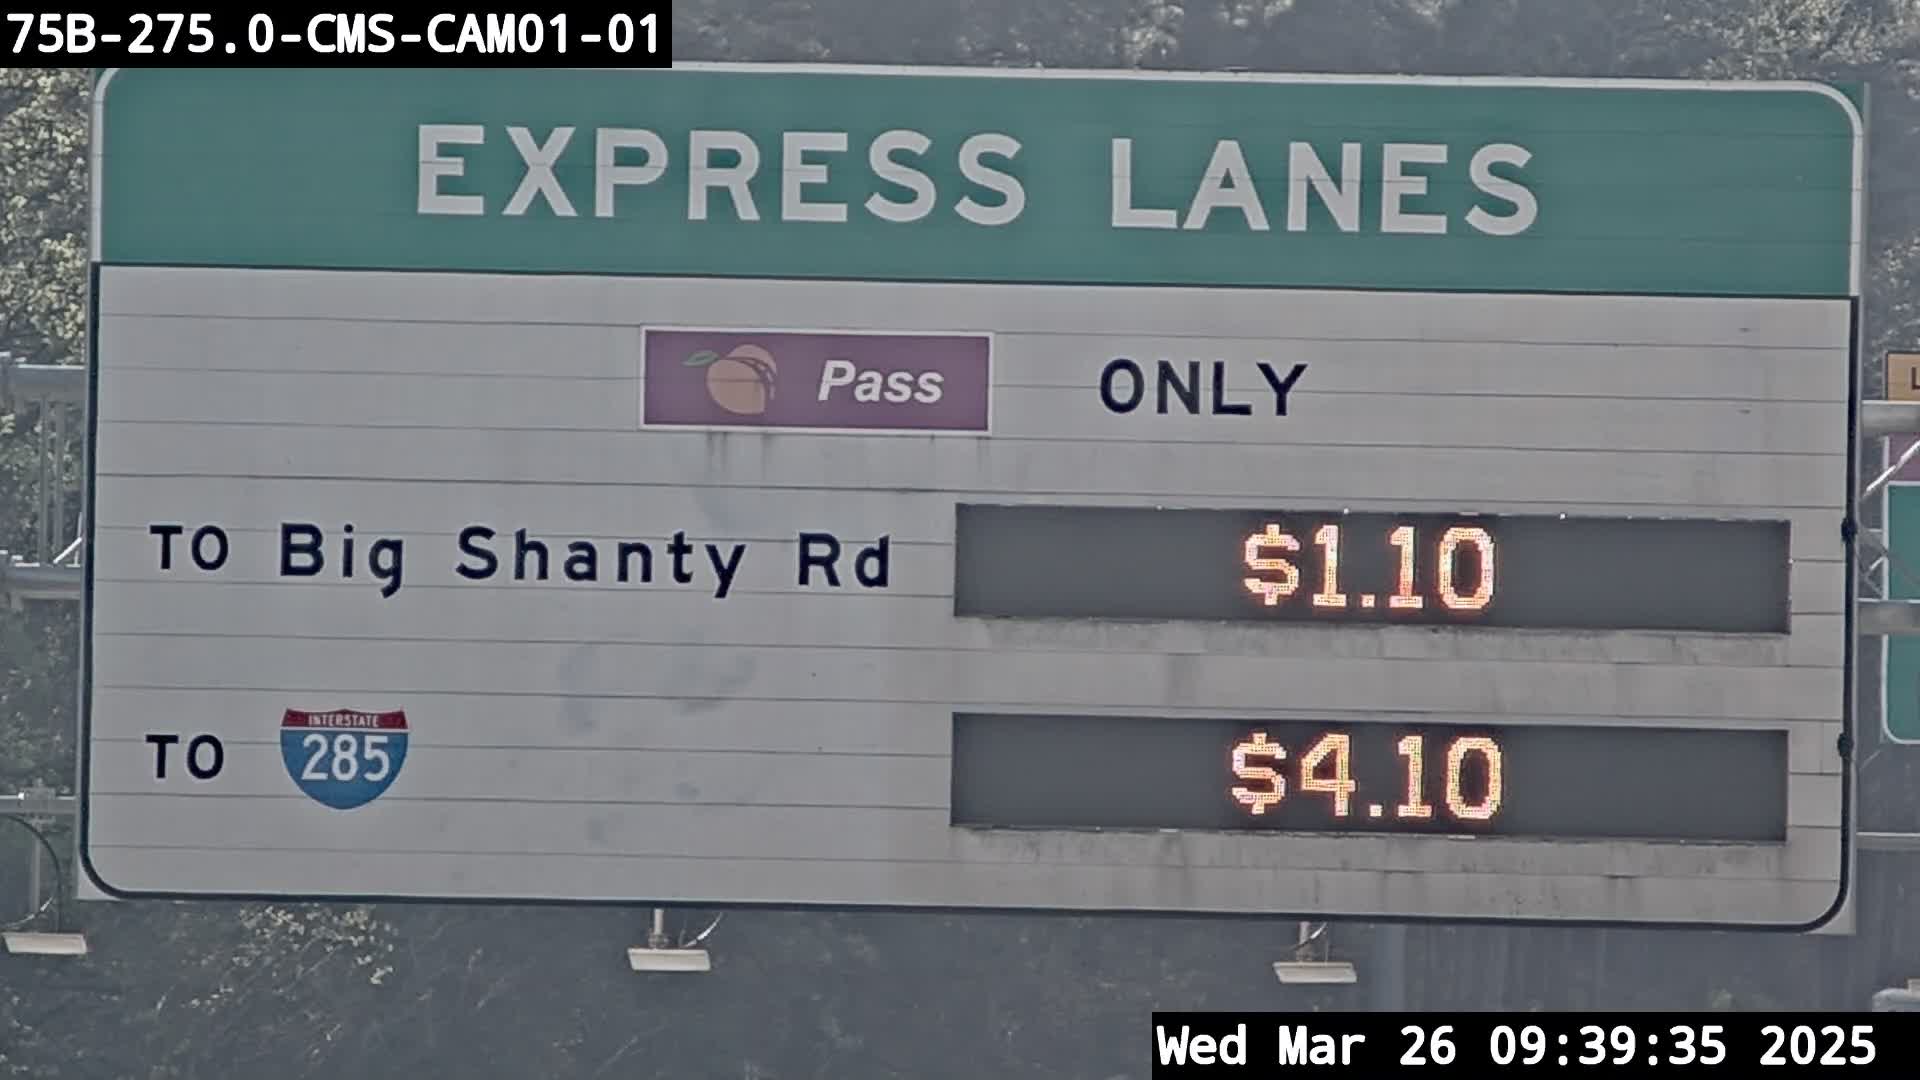 75B-275.0-CMS-CAM01-01
EXPRESS LANES
Pass ONLY
TO Big Shanty Rd $1.10
INTERSTATE
TO 285 $4.10
Wed Mar 26 09:39:35 2025